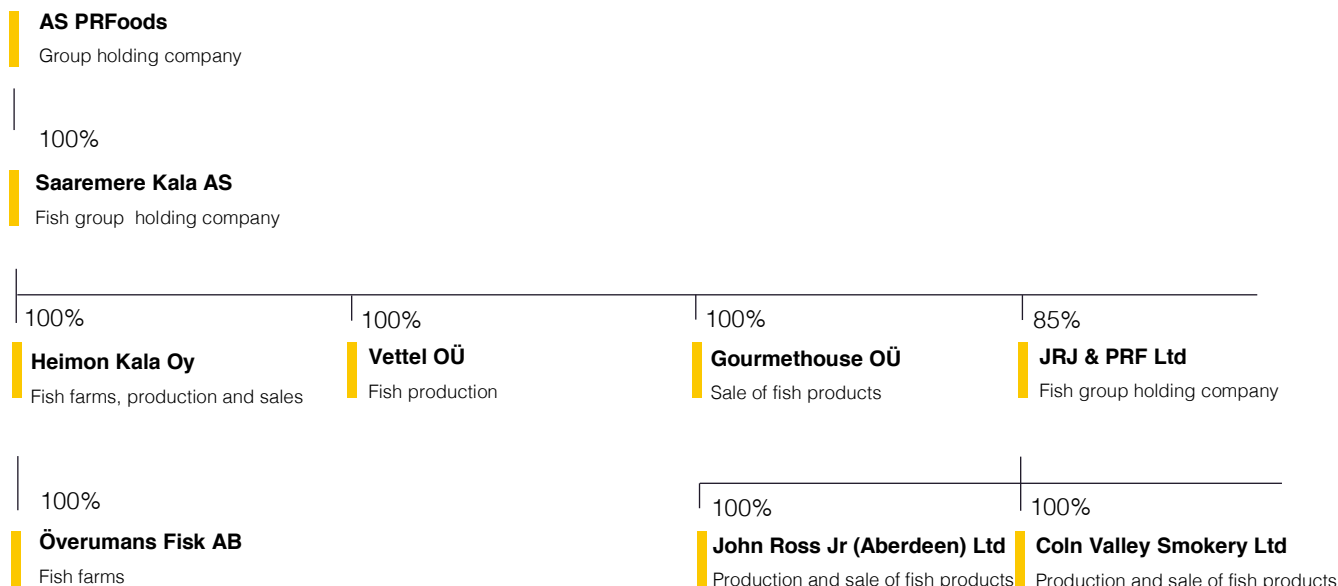 AS PRFoods
Group holding company
100%
Saaremere Kala AS
Fish group holding company
100%
100%
100%
85%
Heimon Kala Oy
Fish farms, production and sales
Vettel OÜ
Fish production
Gourmethouse OÜ
Sale of fish products
JRJ & PRF Ltd
Fish group holding company
100%
100%
100%
Överumans Fisk AB
Fish farms
John Ross Jr (Aberdeen) Ltd
Production and sale of fish products
Coln Valley Smokery Ltd
Production and sale of fish products